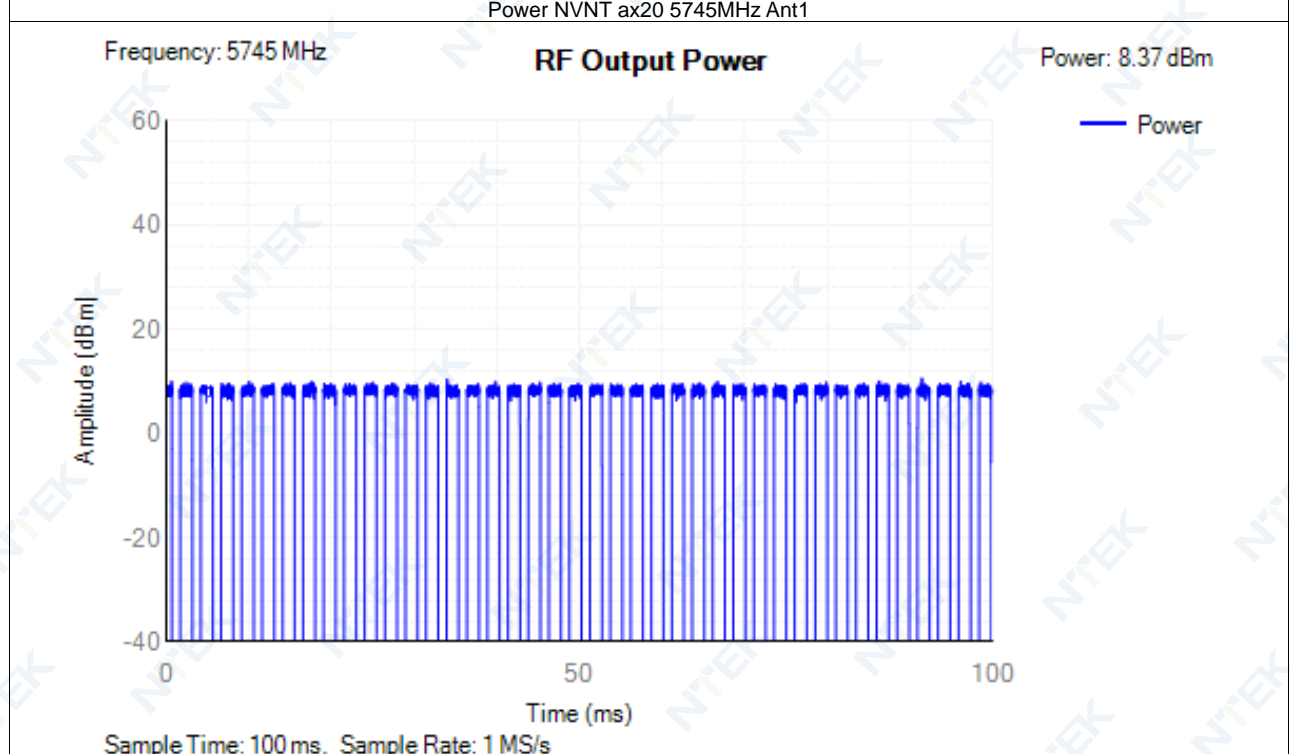 Power NVNT ax20 5745MHz Ant1
Frequency: 5745 MHz
RF Output Power
Power: 8.37 dBm
Power
60
40
20
0
-20
-40
Amplitude (dBm)
0
50
100
Time (ms)
Sample Time: 100 ms, Sample Rate: 1 MS/s
NTEK